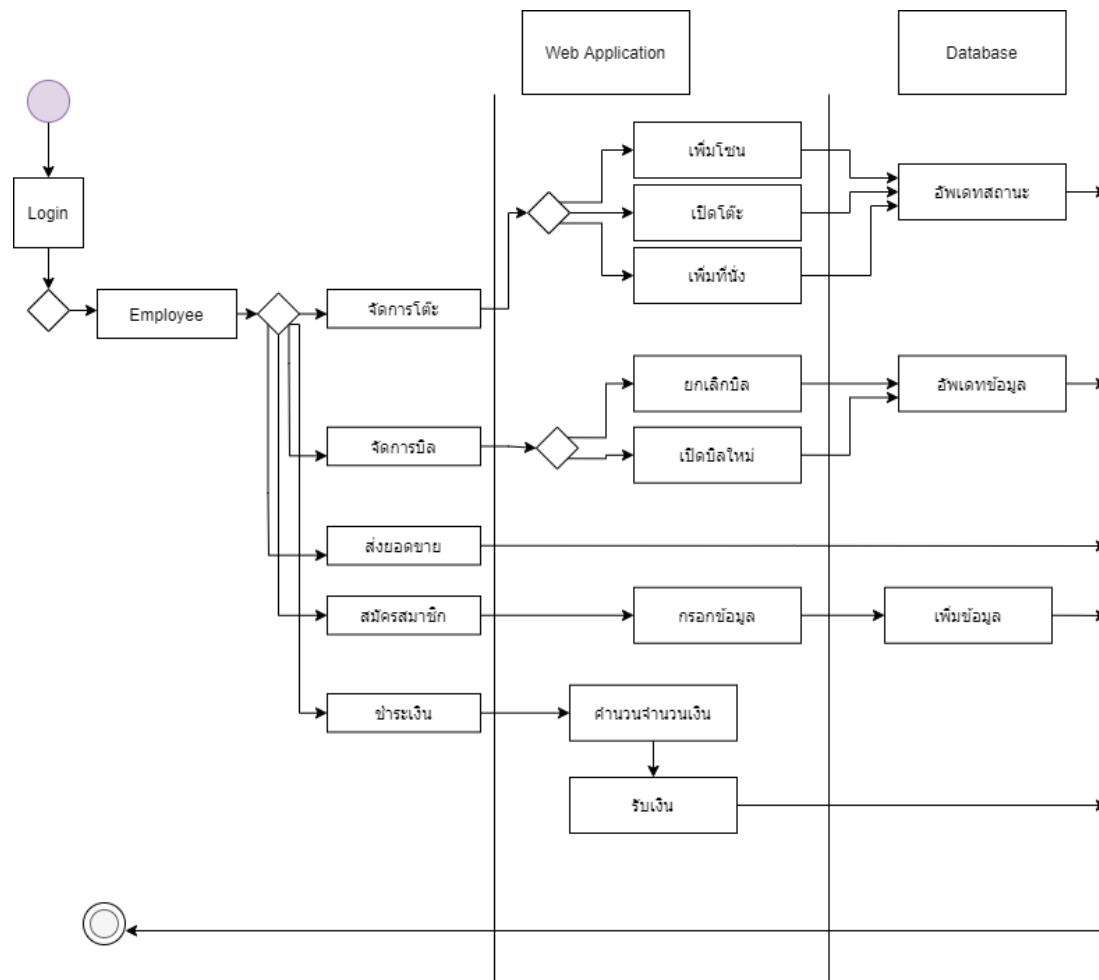 Web Application
Database
Login
Employee
เพิ่มโซน
เปิดโต๊ะ
เพิ่มที่นั่ง
อัพเดทสถานะ
จัดการโต๊ะ
ยกเลิกบิล
เปิดบิลใหม่
อัพเดทข้อมูล
จัดการบิล
ส่งยอดขาย
สมัครสมาชิก
กรอกข้อมูล
เพิ่มข้อมูล
ชำระเงิน
คำนวนจำนวนเงิน
รับเงิน